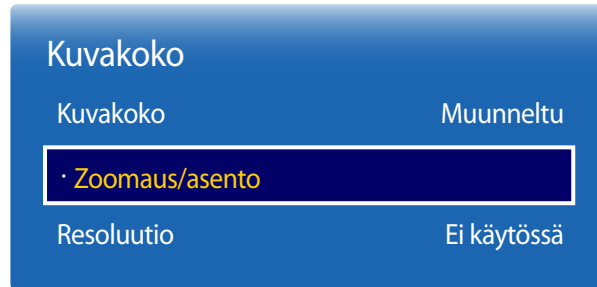 Kuvakoko
Kuvakoko Muunneltu
· Zoomaus/asento
Resoluutio Ei käytössä